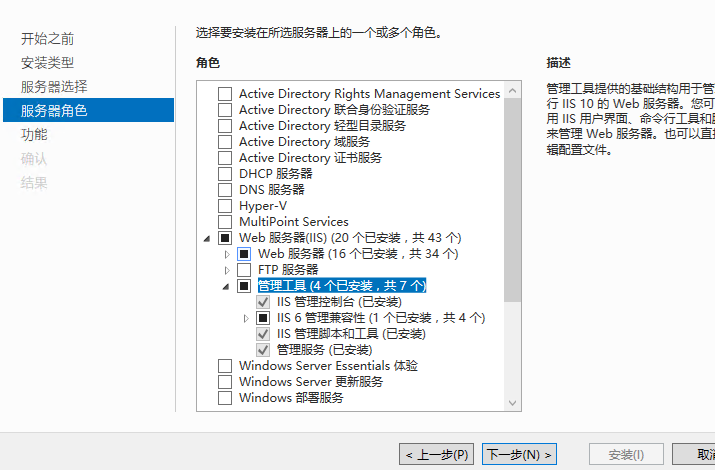 选择要安装在所选服务器上的一个或多个角色。
开始之前
安装类型
服务器选择
服务器角色
功能
确认
结果
角色
Active Directory Rights Management Services
Active Directory 联合身份验证服务
Active Directory 轻型目录服务
Active Directory 域服务
Active Directory 证书服务
DHCP 服务器
DNS 服务器
Hyper-V
MultiPoint Services
Web 服务器(IIS) (20 个已安装，共 43 个)
Web 服务器 (16 个已安装，共 34 个)
FTP 服务器
管理工具 (4 个已安装，共 7 个)
IIS 管理控制台 (已安装)
IIS 6 管理兼容性 (1 个已安装，共 4 个)
IIS 管理脚本和工具 (已安装)
管理服务 (已安装)
Windows Server Essentials 体验
Windows Server 更新服务
Windows 部署服务
描述
管理工具提供的基础结构用于管
行 IIS 10 的 Web 服务器。您可
用 IIS 用户界面、命令行工具和
来管理 Web 服务器。也可以直
辑配置文件。
< 上一步(P)
下一步(N) >
安装(I)
取消